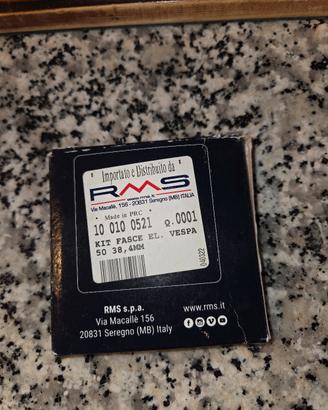 Importato e Distribuito da
RMS
Via Macallè, 156 - 20831 Seregno (MB) ITALIA
Made in PRC
10 010 0521 Q.0001
KIT FASCE EL. VESPA
50 38,4MM
040322
RMS s.p.a.
Via Macallè 156
20831 Seregno (MB) Italy
www.rms.it